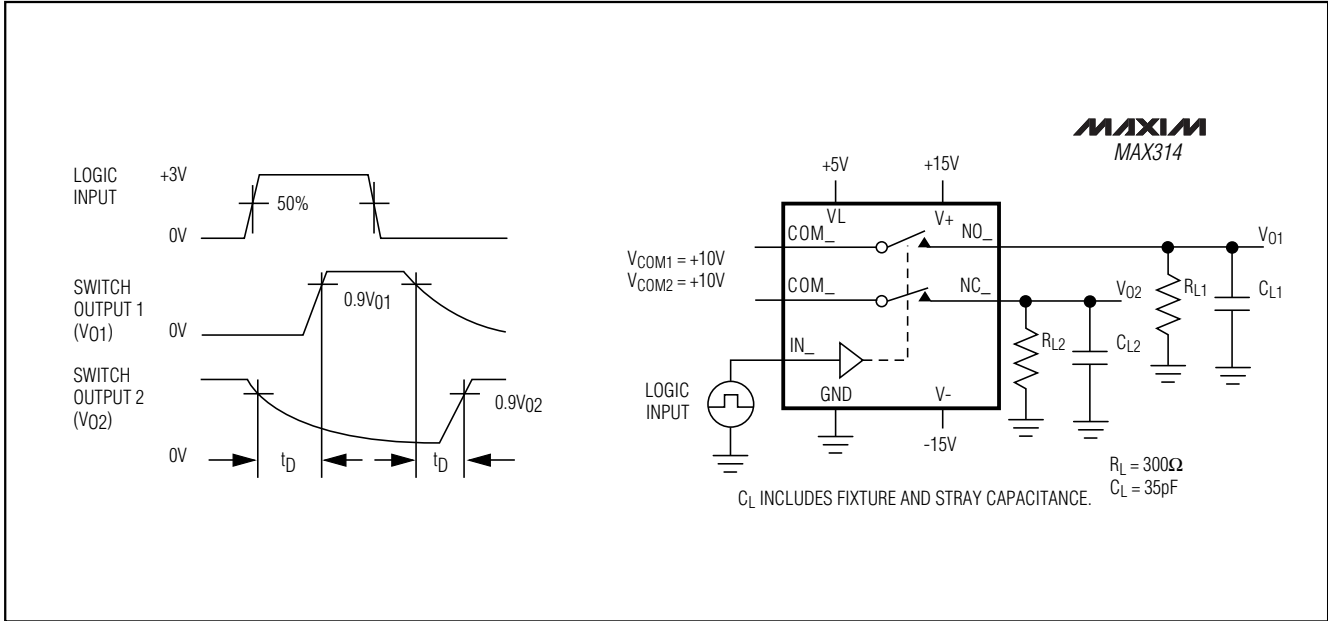 LOGIC
INPUT
+3V
50%
0V
SWITCH
OUTPUT 1
(VO1)
0.9VO1
0V
SWITCH
OUTPUT 2
(VO2)
0.9VO2
0V
tD
tD
MAXIM
MAX314
+5V
+15V
VL
V+
COM_
NO_
VO1
VCOM1 = +10V
VCOM2 = +10V
RL1
CL1
COM_
NC_
VO2
RL2
CL2
IN_
LOGIC
INPUT
GND
V-
-15V
RL = 300Ω
CL = 35pF
CL INCLUDES FIXTURE AND STRAY CAPACITANCE.